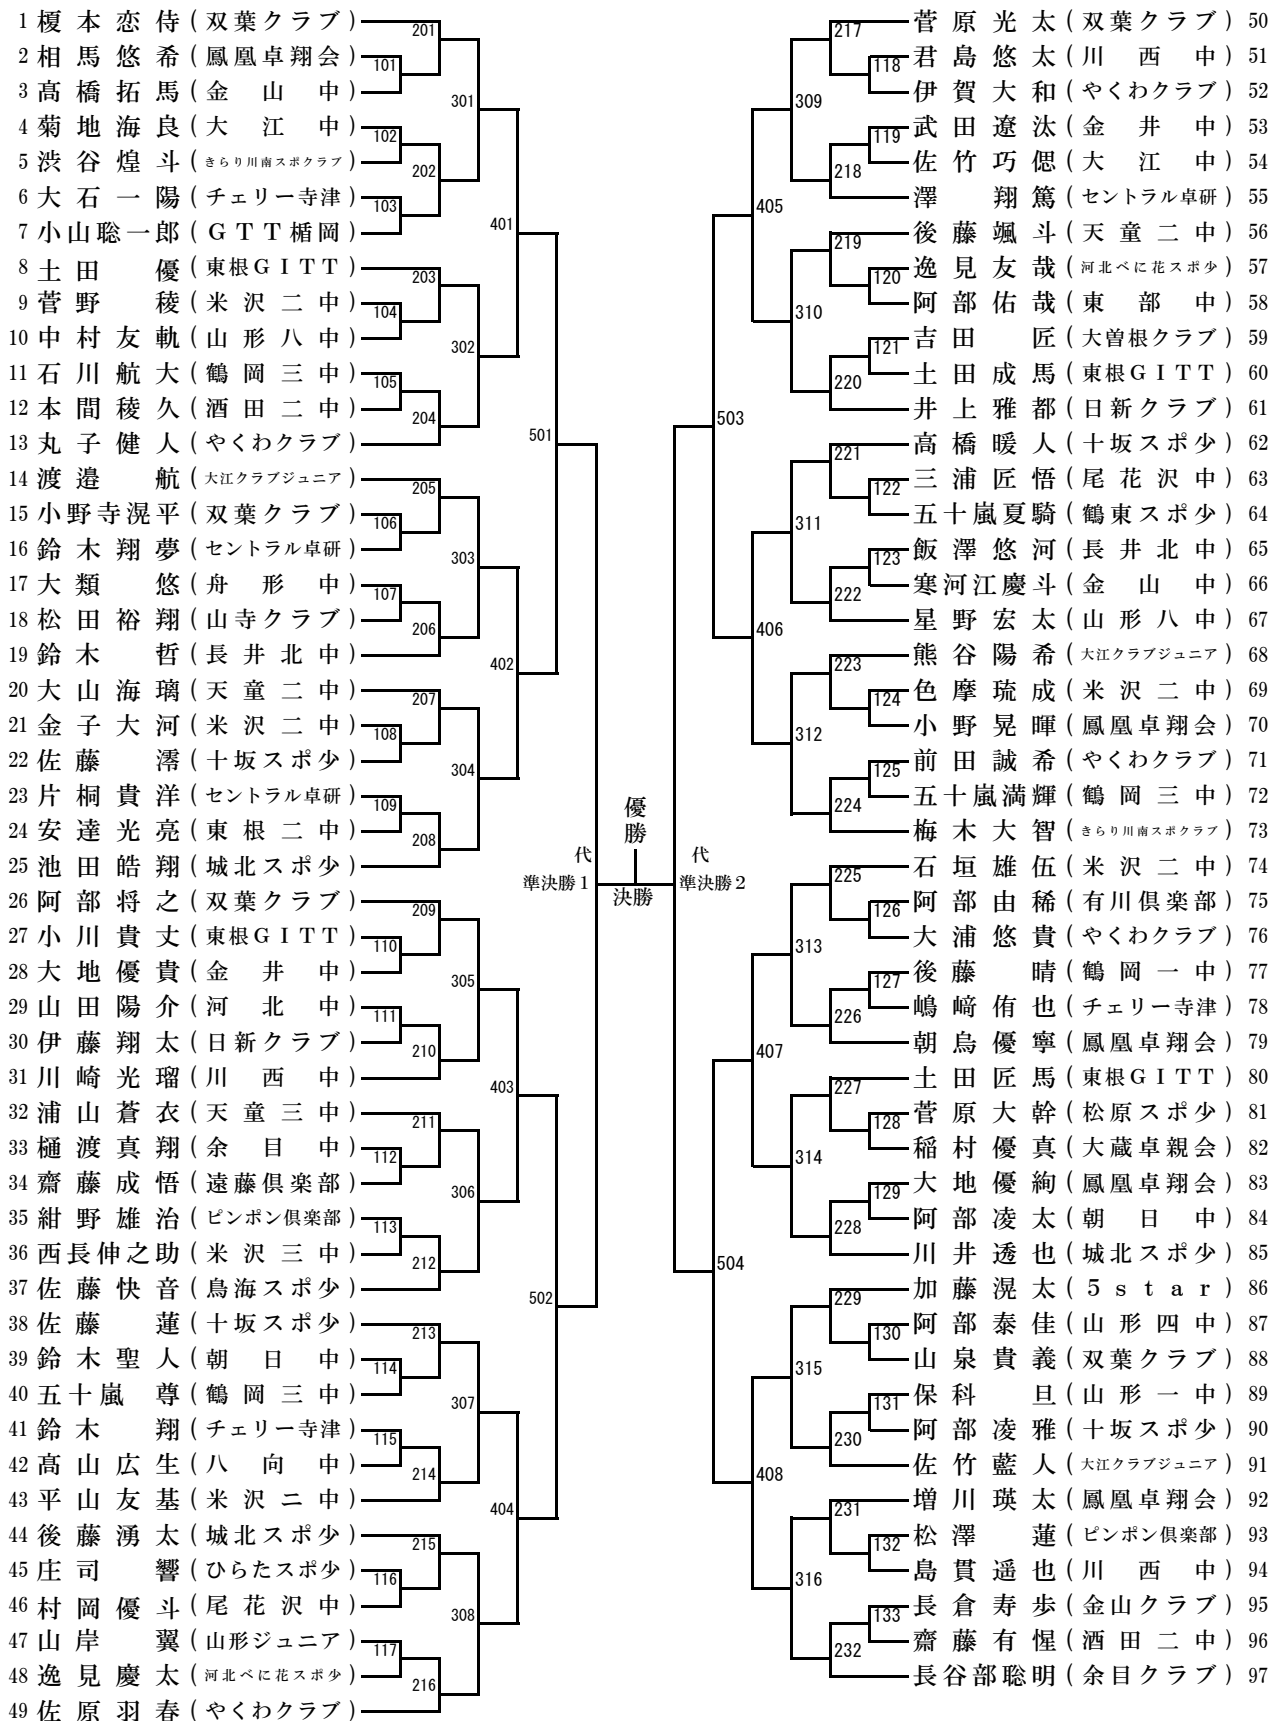 1 榎本恋侍 (双葉クラブ)
2 相馬悠希 (鳳凰卓翔会)
3 髙橋拓馬 (金山中)
4 菊地海良 (大江中)
5 渋谷煌斗 (きらり川南スポクラブ)
6 大石一陽 (チェリー寺津)
7 小山聡一郎 (GTT楯岡)
8 土田優 (東根GITT)
9 菅野稜 (米沢二中)
10 中村友軌 (山形八中)
11 石川航大 (鶴岡三中)
12 本間稜久 (酒田二中)
13 丸子健人 (やくわクラブ)
14 渡邉航 (大江クラブジュニア)
15 小野寺滉平 (双葉クラブ)
16 鈴木翔夢 (セントラル卓研)
17 大類悠 (舟形中)
18 松田裕翔 (山寺クラブ)
19 鈴木哲 (長井北中)
20 大山海璃 (天童二中)
21 金子大河 (米沢二中)
22 佐藤澪 (十坂スポ少)
23 片桐貴洋 (セントラル卓研)
24 安達光亮 (東根二中)
25 池田皓翔 (城北スポ少)
26 阿部将之 (双葉クラブ)
27 小川貴丈 (東根GITT)
28 大地優貴 (金井中)
29 山田陽介 (河北中)
30 伊藤翔太 (日新クラブ)
31 川崎光瑠 (川西中)
32 浦山蒼衣 (天童三中)
33 樋渡真翔 (余目中)
34 齋藤成悟 (遠藤倶楽部)
35 紺野雄治 (ピンポン倶楽部)
36 西長伸之助 (米沢三中)
37 佐藤快音 (鳥海スポ少)
38 佐藤蓮 (十坂スポ少)
39 鈴木聖人 (朝日中)
40 五十嵐尊 (鶴岡三中)
41 鈴木翔 (チェリー寺津)
42 髙山広生 (八向中)
43 平山友基 (米沢ニ中)
44 後藤湧太 (城北スポ少)
45 庄司響 (ひらたスポ少)
46 村岡優斗 (尾花沢中)
47 山岸翼 (山形ジュニア)
48 逸見慶太 (河北べに花スポ少)
49 佐原羽春 (やくわクラブ)
201
101
301
102
202
103
401
203
104
302
105
204
501
205
106
303
107
206
402
207
108
304
109
208
209
110
305
111
210
403
211
112
306
113
212
502
213
114
307
115
214
404
215
116
308
117
216
優勝
代
準決勝1
決勝
代
準決勝2
217
118
309
119
218
405
219
120
310
121
220
503
221
122
311
123
222
406
223
124
312
125
224
225
126
313
127
226
407
227
128
314
129
228
504
229
130
315
131
230
408
231
132
316
133
232
菅原光太 (双葉クラブ) 50
君島悠太 (川西中) 51
伊賀大和 (やくわクラブ) 52
武田遼汰 (金井中) 53
佐竹巧偲 (大江中) 54
澤翔篤 (セントラル卓研) 55
後藤颯斗 (天童二中) 56
逸見友哉 (河北べに花スポ少) 57
阿部佑哉 (東部中) 58
吉田匠 (大曽根クラブ) 59
土田成馬 (東根GITT) 60
井上雅都 (日新クラブ) 61
高橋暖人 (十坂スポ少) 62
三浦匠悟 (尾花沢中) 63
五十嵐夏騎 (鶴東スポ少) 64
飯澤悠河 (長井北中) 65
寒河江慶斗 (金山中) 66
星野宏太 (山形八中) 67
熊谷陽希 (大江クラブジュニア) 68
色摩琉成 (米沢二中) 69
小野晃暉 (鳳凰卓翔会) 70
前田誠希 (やくわクラブ) 71
五十嵐満輝 (鶴岡三中) 72
梅木大智 (きらり川南スポクラブ) 73
石垣雄伍 (米沢二中) 74
阿部由稀 (有川倶楽部) 75
大浦悠貴 (やくわクラブ) 76
後藤晴 (鶴岡一中) 77
嶋﨑侑也 (チェリー寺津) 78
朝烏優寧 (鳳凰卓翔会) 79
土田匠馬 (東根GITT) 80
菅原大幹 (松原スポ少) 81
稲村優真 (大蔵卓親会) 82
大地優絢 (鳳凰卓翔会) 83
阿部凌太 (朝日中) 84
川井透也 (城北スポ少) 85
加藤滉太 (5star) 86
阿部泰佳 (山形四中) 87
山泉貴義 (双葉クラブ) 88
保科旦 (山形一中) 89
阿部凌雅 (十坂スポ少) 90
佐竹藍人 (大江クラブジュニア) 91
増川瑛太 (鳳凰卓翔会) 92
松澤蓮 (ピンポン倶楽部) 93
島貫遥也 (川西中) 94
長倉寿歩 (金山クラブ) 95
齋藤有惺 (酒田二中) 96
長谷部聡明 (余目クラブ) 97